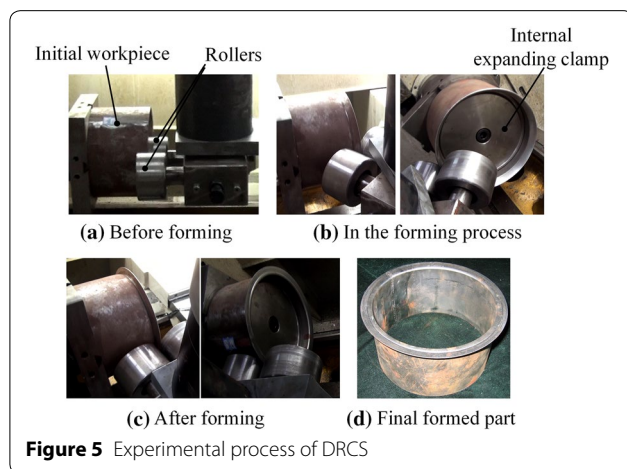 Initial workpiece
Rollers
Internal
expanding clamp
(a) Before forming
(b) In the forming process
(c) After forming
(d) Final formed part
Figure 5 Experimental process of DRCS